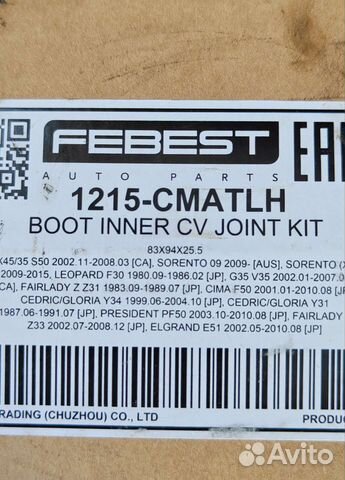 FEBEST
EAC
AUTO PARTS
1215-CMATLH
BOOT INNER CV JOINT KIT
83X94X25.5
X45/35 S50 2002.11-2008.03 [CA], SORENTO 09 2009- [AUS], SORENTO (X
2009-2015, LEOPARD F30 1980.09-1986.02 [JP], G35 V35 2002.01-2007.0
[CA], FAIRLADY Z Z31 1983.09-1989.07 [JP], CIMA F50 2001.01-2010.08 [JP]
CEDRIC/GLORIA Y34 1999.06-2004.10 [JP], CEDRIC/GLORIA Y31
1987.06-1991.07 [JP], PRESIDENT PF50 2003.10-2010.08 [JP], FAIRLADY
Z33 2002.07-2008.12 [JP], ELGRAND E51 2002.05-2010.08 [JP]
RADING (CHUZHOU) CO., LTD
PRODUC
Avito